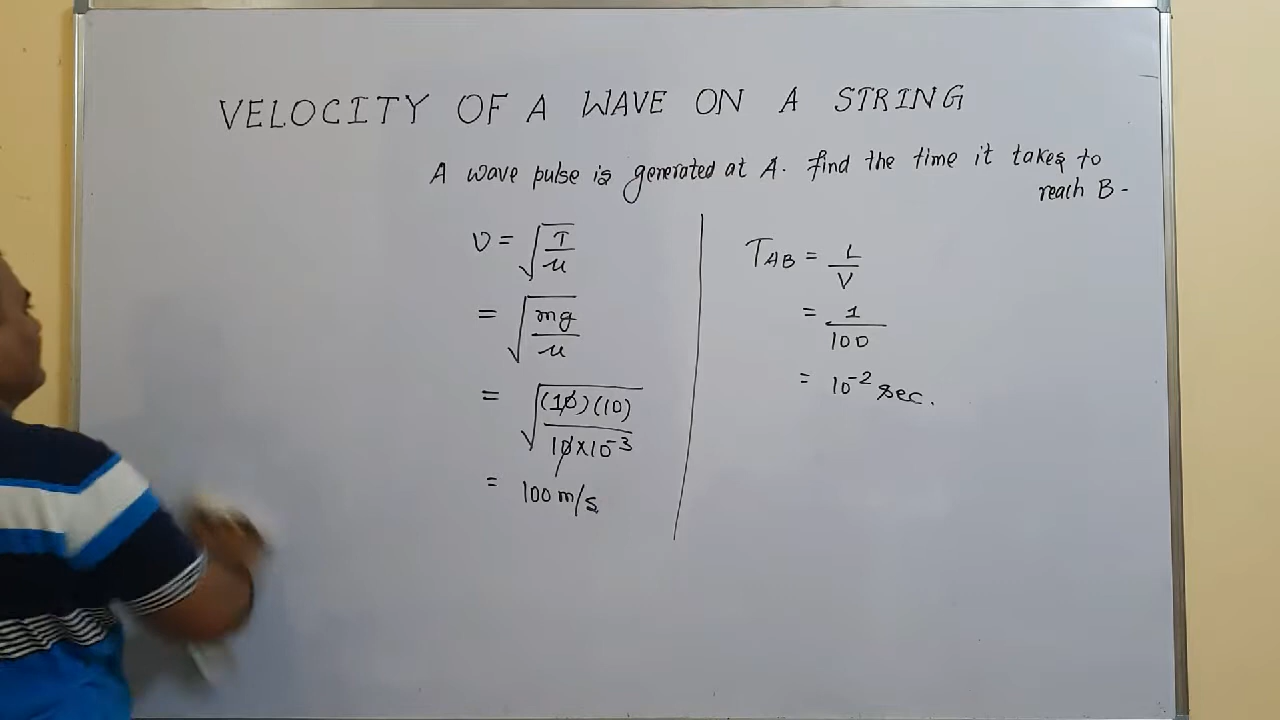 VELOCITY OF A WAVE ON A STRING
A wave pulse is generated at A. find the time it takes to
reach B -
V = √(T/μ)
= √(mg/μ)
= √((10)(10)/10×10⁻³)
= 100 m/s
T_AB = L/V
= 1/100
= 10⁻² sec.